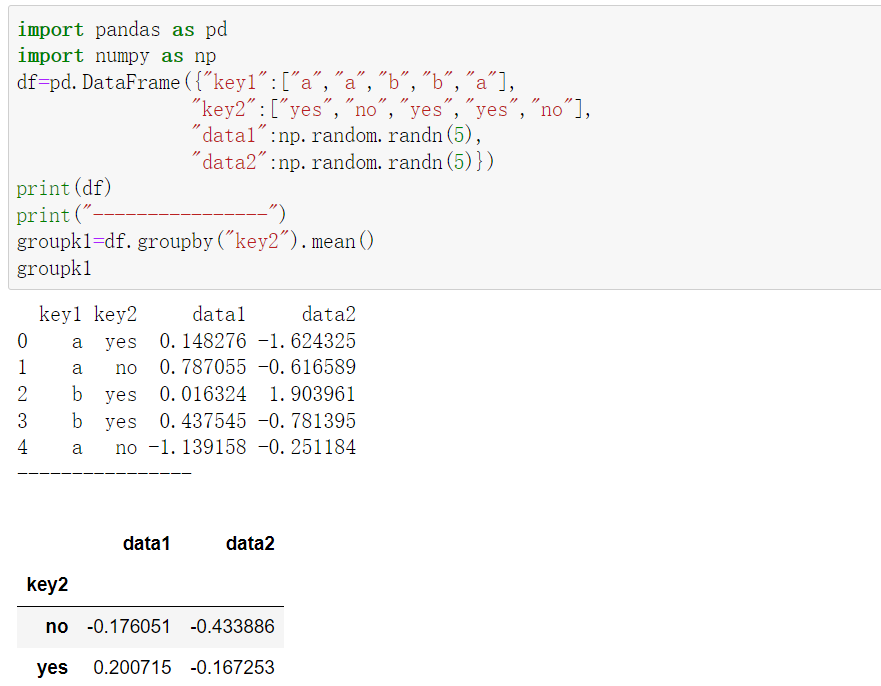 import pandas as pd
import numpy as np
df=pd.DataFrame({"key1":["a","a","b","b","a"],
                "key2":["yes","no","yes","yes","no"],
                "data1":np.random.randn(5),
                "data2":np.random.randn(5)})
print(df)
print("----------------")
groupk1=df.groupby("key2").mean()
groupk1
  key1 key2     data1     data2
0    a  yes  0.148276 -1.624325
1    a   no  0.787055 -0.616589
2    b  yes  0.016324  1.903961
3    b  yes  0.437545 -0.781395
4    a   no -1.139158 -0.251184
----------------
data1 data2
key2
no -0.176051 -0.433886
yes 0.200715 -0.167253